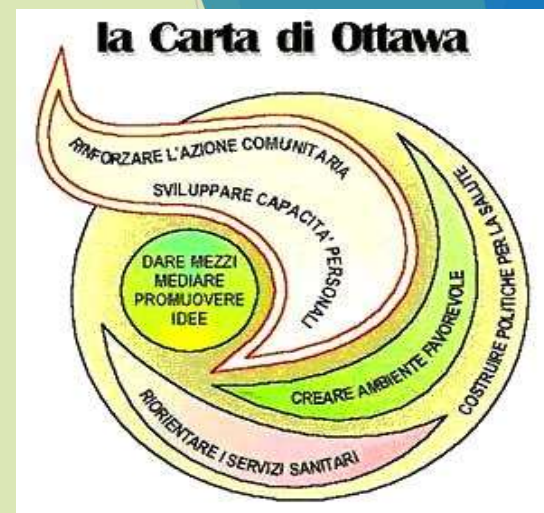 la Carta di Ottawa
RINFORZARE L'AZIONE COMUNITARIA
SVILUPPARE CAPACITA' PERSONALI
DARE MEZZI
MEDIARE
PROMUOVERE
IDEE
CREARE AMBIENTE FAVOREVOLE
COSTRUIRE POLITICHE PER LA SALUTE
RIORIENTARE I SERVIZI SANITARI